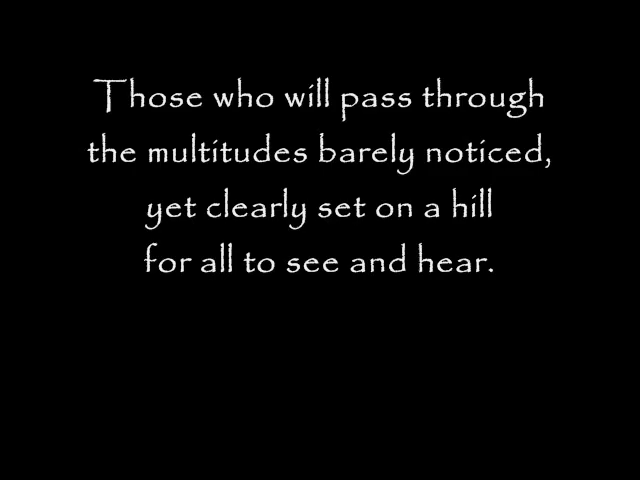 Those who will pass through
the multitudes barely noticed,
yet clearly set on a hill
for all to see and hear.